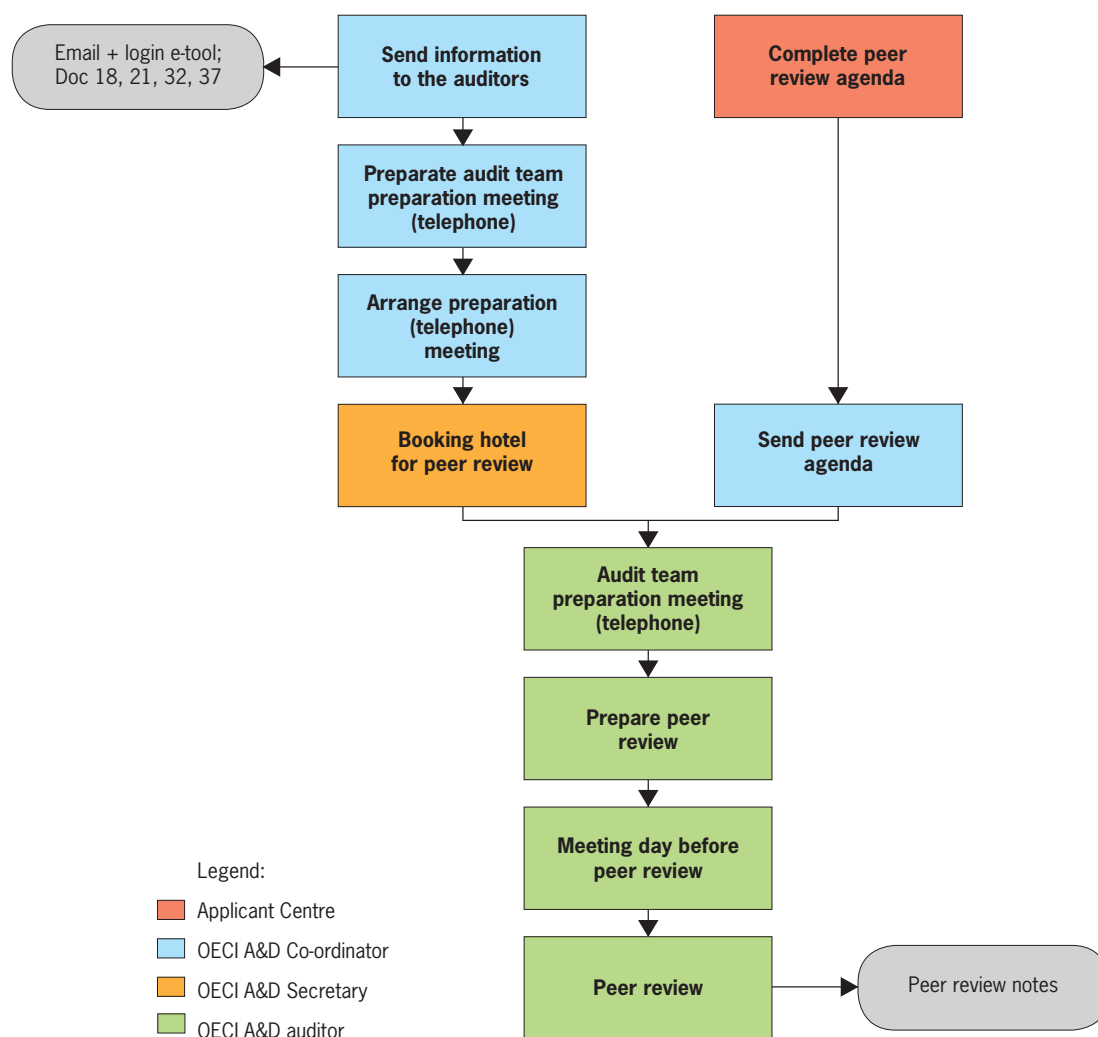 Email + login e-tool;
Doc 18, 21, 32, 37
Send information
to the auditors
Complete peer
review agenda
Preparate audit team
preparation meeting
(telephone)
Arrange preparation
(telephone)
meeting
Booking hotel
for peer review
Send peer review
agenda
Audit team
preparation meeting
(telephone)
Prepare peer
review
Meeting day before
peer review
Peer review
Peer review notes
Legend:
Applicant Centre
OECI A&D Co-ordinator
OECI A&D Secretary
OECI A&D auditor